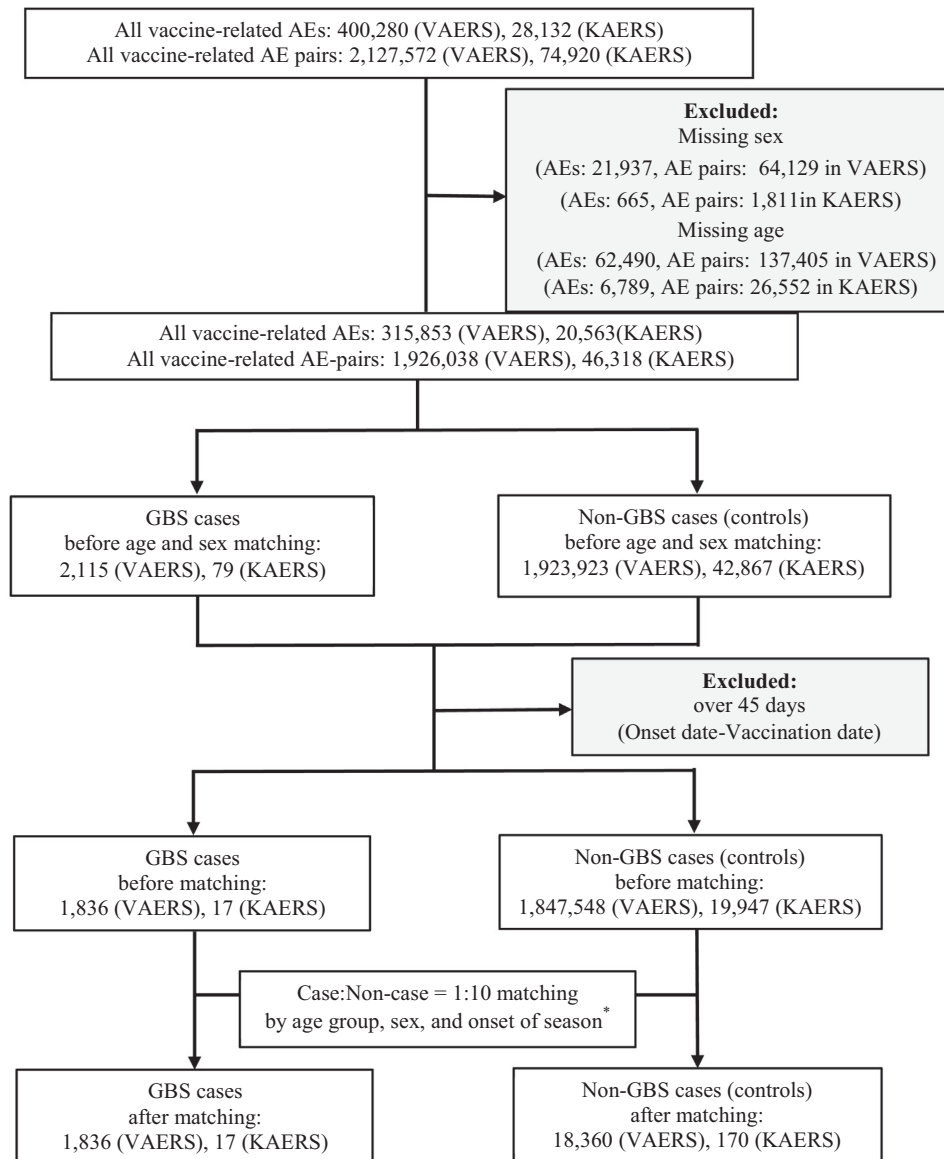 All vaccine-related AEs: 400,280 (VAERS), 28,132 (KAERS)
All vaccine-related AE pairs: 2,127,572 (VAERS), 74,920 (KAERS)
Excluded:
Missing sex
(AEs: 21,937, AE pairs: 64,129 in VAERS)
(AEs: 665, AE pairs: 1,811in KAERS)
Missing age
(AEs: 62,490, AE pairs: 137,405 in VAERS)
(AEs: 6,789, AE pairs: 26,552 in KAERS)
All vaccine-related AEs: 315,853 (VAERS), 20,563(KAERS)
All vaccine-related AE-pairs: 1,926,038 (VAERS), 46,318 (KAERS)
GBS cases
before age and sex matching:
2,115 (VAERS), 79 (KAERS)
Non-GBS cases (controls)
before age and sex matching:
1,923,923 (VAERS), 42,867 (KAERS)
Excluded:
over 45 days
(Onset date-Vaccination date)
GBS cases
before matching:
1,836 (VAERS), 17 (KAERS)
Non-GBS cases (controls)
before matching:
1,847,548 (VAERS), 19,947 (KAERS)
Case:Non-case = 1:10 matching
by age group, sex, and onset of season*
GBS cases
after matching:
1,836 (VAERS), 17 (KAERS)
Non-GBS cases (controls)
after matching:
18,360 (VAERS), 170 (KAERS)